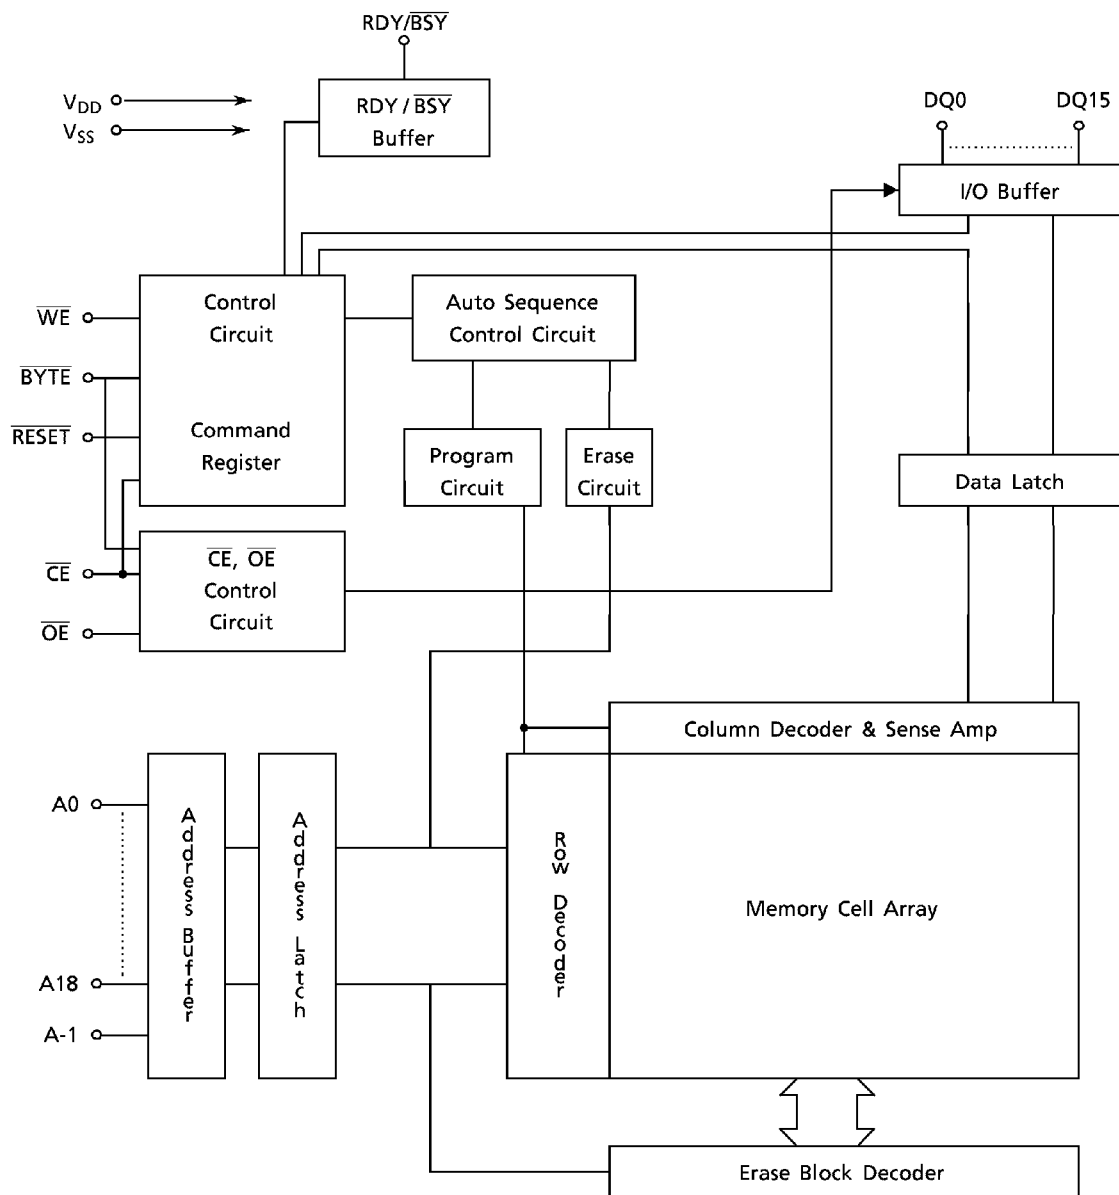 RDY/BSY
RDY / BSY
Buffer
VDD
VSS
DQ0
DQ15
I/O Buffer
Control
Circuit
Command
Register
Auto Sequence
Control Circuit
WE
BYTE
RESET
Program
Circuit
Erase
Circuit
Data Latch
CE
OE
CE, OE
Control
Circuit
Column Decoder & Sense Amp
A0
A18
A-1
Address Buffer
Address Latch
Row Decoder
Memory Cell Array
Erase Block Decoder